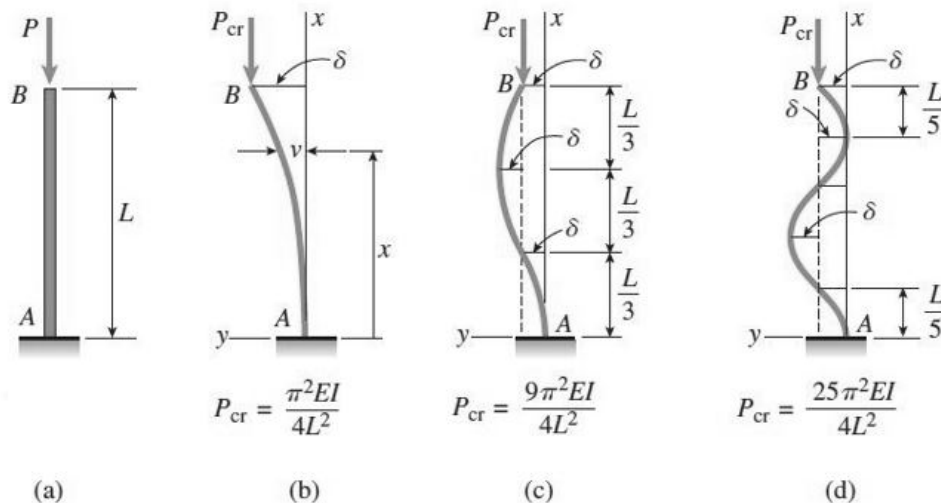 P
B
L
A
(a)
P_cr
x
δ
B
v
x
A
y
P_cr = π²EI / 4L²
(b)
P_cr
x
δ
B
L/3
δ
L/3
δ
L/3
A
y
P_cr = 9π²EI / 4L²
(c)
P_cr
x
δ
B
L/5
δ
δ
L/5
A
y
P_cr = 25π²EI / 4L²
(d)